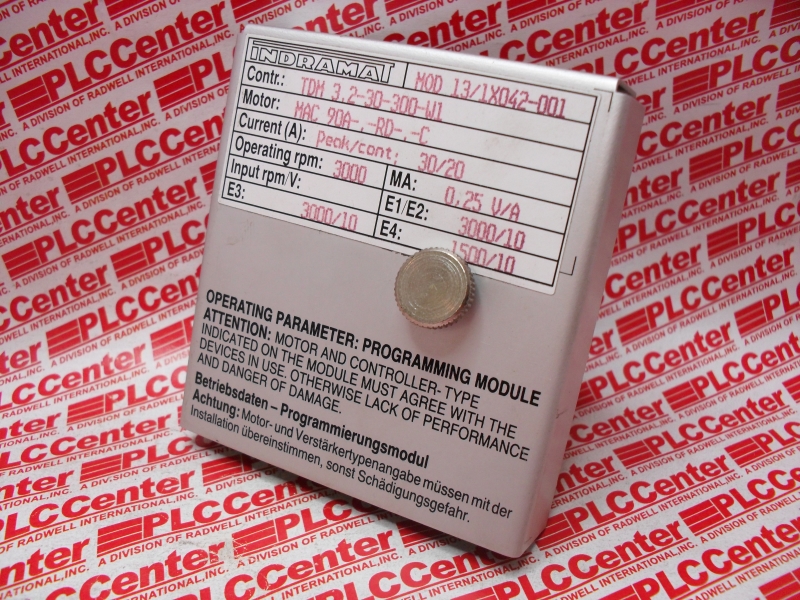 INDRAMAT MOD 13/1X042-001
Contr.: TDM 3.2-30-300-W1
Motor: MAC 90A-.-RD-.-C
Current (A): peak/cont. 30/20
Operating rpm: 3000 MA: 0,25 V/A
Input rpm/V: E1/E2: 3000/10
E3: 3000/10 E4: 1500/10
OPERATING PARAMETER: PROGRAMMING MODULE
ATTENTION: MOTOR AND CONTROLLER-TYPE
INDICATED ON THE MODULE MUST AGREE WITH THE
DEVICES IN USE. OTHERWISE LACK OF PERFORMANCE
AND DANGER OF DAMAGE.
Betriebsdaten – Programmierungsmodul
Achtung: Motor- und Verstärkertypenangabe müssen mit der
Installation übereinstimmen, sonst Schädigungsgefahr.
PLCCenter
A DIVISION OF RADWELL INTERNATIONAL, INC.